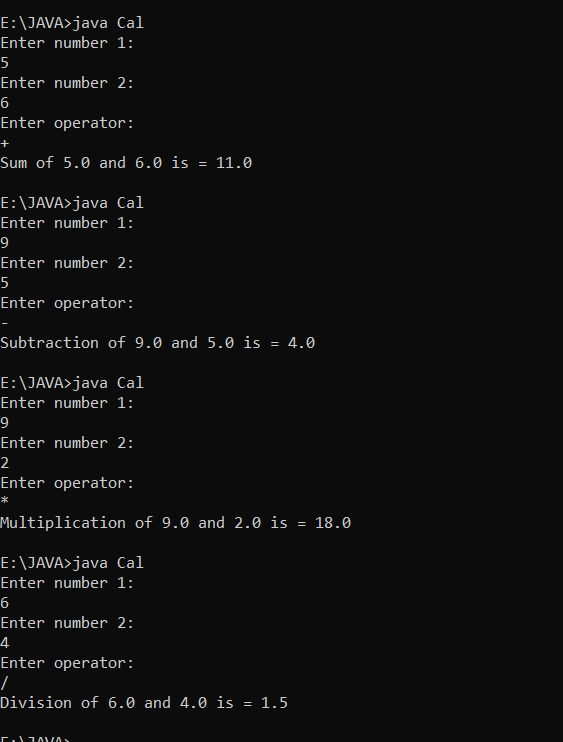 E:\JAVA>java Cal
Enter number 1:
5
Enter number 2:
6
Enter operator:
+
Sum of 5.0 and 6.0 is = 11.0
E:\JAVA>java Cal
Enter number 1:
9
Enter number 2:
5
Enter operator:
-
Subtraction of 9.0 and 5.0 is = 4.0
E:\JAVA>java Cal
Enter number 1:
9
Enter number 2:
2
Enter operator:
*
Multiplication of 9.0 and 2.0 is = 18.0
E:\JAVA>java Cal
Enter number 1:
6
Enter number 2:
4
Enter operator:
/
Division of 6.0 and 4.0 is = 1.5
E:\JAVA>